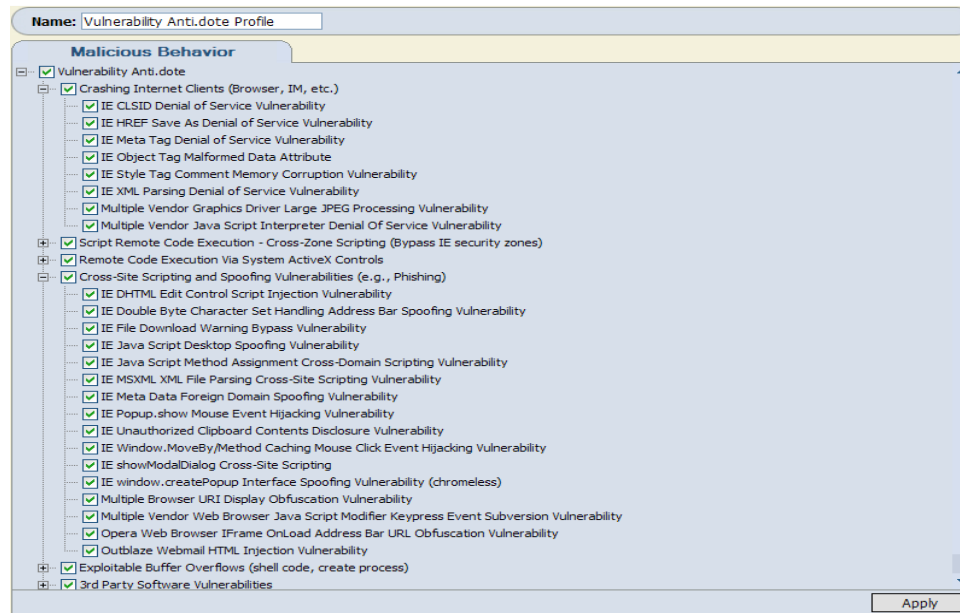 Name: Vulnerability Anti.dote Profile
Malicious Behavior
Vulnerability Anti.dote
Crashing Internet Clients (Browser, IM, etc.)
IE CLSID Denial of Service Vulnerability
IE HREF Save As Denial of Service Vulnerability
IE Meta Tag Denial of Service Vulnerability
IE Object Tag Malformed Data Attribute
IE Style Tag Comment Memory Corruption Vulnerability
IE XML Parsing Denial of Service Vulnerability
Multiple Vendor Graphics Driver Large JPEG Processing Vulnerability
Multiple Vendor Java Script Interpreter Denial Of Service Vulnerability
Script Remote Code Execution - Cross-Zone Scripting (Bypass IE security zones)
Remote Code Execution Via System ActiveX Controls
Cross-Site Scripting and Spoofing Vulnerabilities (e.g., Phishing)
IE DHTML Edit Control Script Injection Vulnerability
IE Double Byte Character Set Handling Address Bar Spoofing Vulnerability
IE File Download Warning Bypass Vulnerability
IE Java Script Desktop Spoofing Vulnerability
IE Java Script Method Assignment Cross-Domain Scripting Vulnerability
IE MSXML XML File Parsing Cross-Site Scripting Vulnerability
IE Meta Data Foreign Domain Spoofing Vulnerability
IE Popup.show Mouse Event Hijacking Vulnerability
IE Unauthorized Clipboard Contents Disclosure Vulnerability
IE Window.MoveBy/Method Caching Mouse Click Event Hijacking Vulnerability
IE showModalDialog Cross-Site Scripting
IE window.createPopup Interface Spoofing Vulnerability (chromeless)
Multiple Browser URI Display Obfuscation Vulnerability
Multiple Vendor Web Browser Java Script Modifier Keypress Event Subversion Vulnerability
Opera Web Browser IFrame OnLoad Address Bar URL Obfuscation Vulnerability
Outblaze Webmail HTML Injection Vulnerability
Exploitable Buffer Overflows (shell code, create process)
3rd Party Software Vulnerabilities
Apply